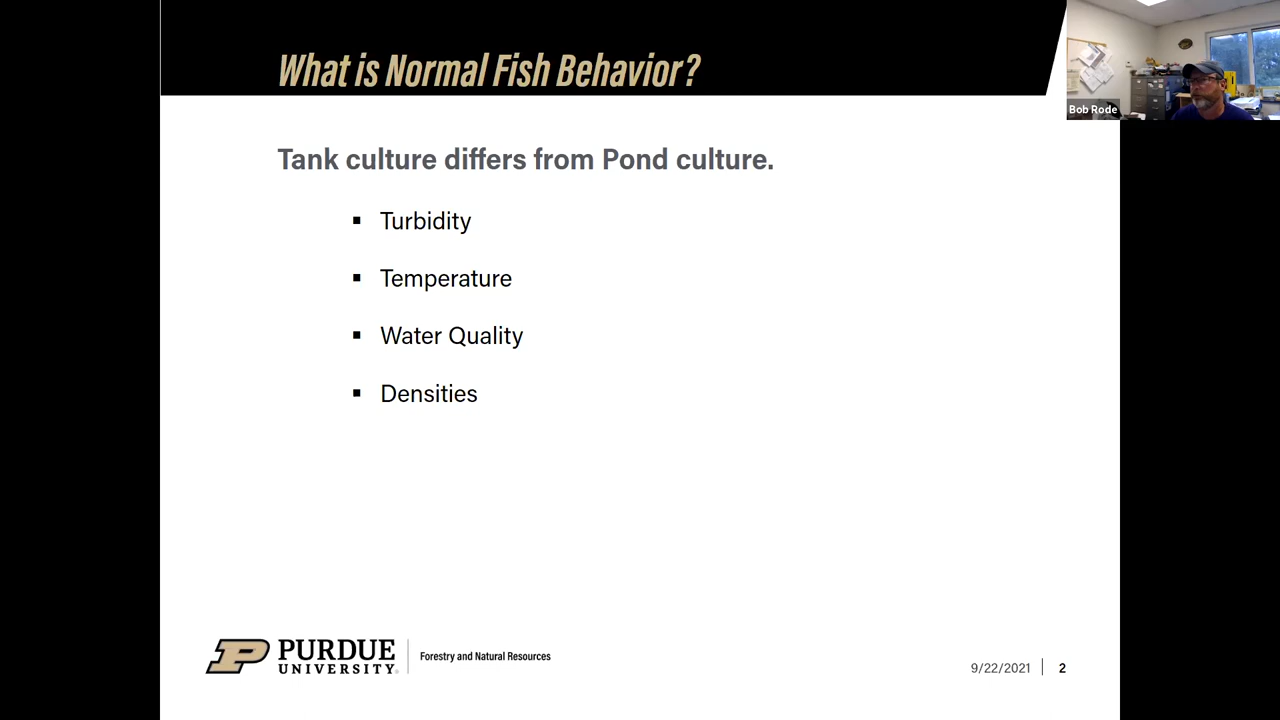 What is Normal Fish Behavior?
Bob Rode
Tank culture differs from Pond culture.
▪ Turbidity
▪ Temperature
▪ Water Quality
▪ Densities
PURDUE
UNIVERSITY
Forestry and Natural Resources
9/22/2021 | 2